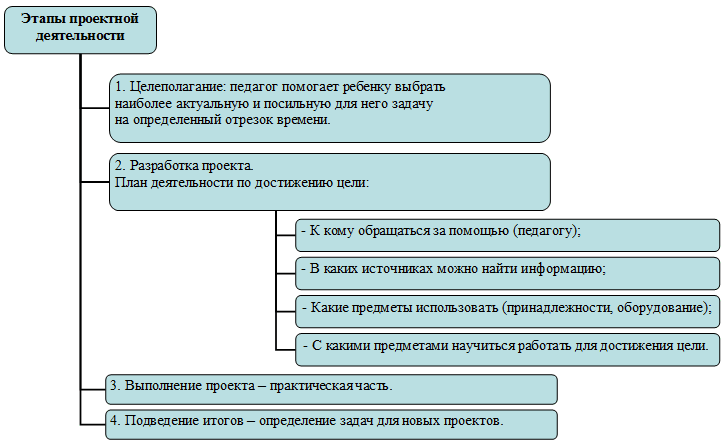 Этапы проектной
деятельности
1. Целеполагание: педагог помогает ребенку выбрать
наиболее актуальную и посильную для него задачу
на определенный отрезок времени.
2. Разработка проекта.
План деятельности по достижению цели:
- К кому обращаться за помощью (педагогу);
- В каких источниках можно найти информацию;
- Какие предметы использовать (принадлежности, оборудование);
- С какими предметами научиться работать для достижения цели.
3. Выполнение проекта – практическая часть.
4. Подведение итогов – определение задач для новых проектов.